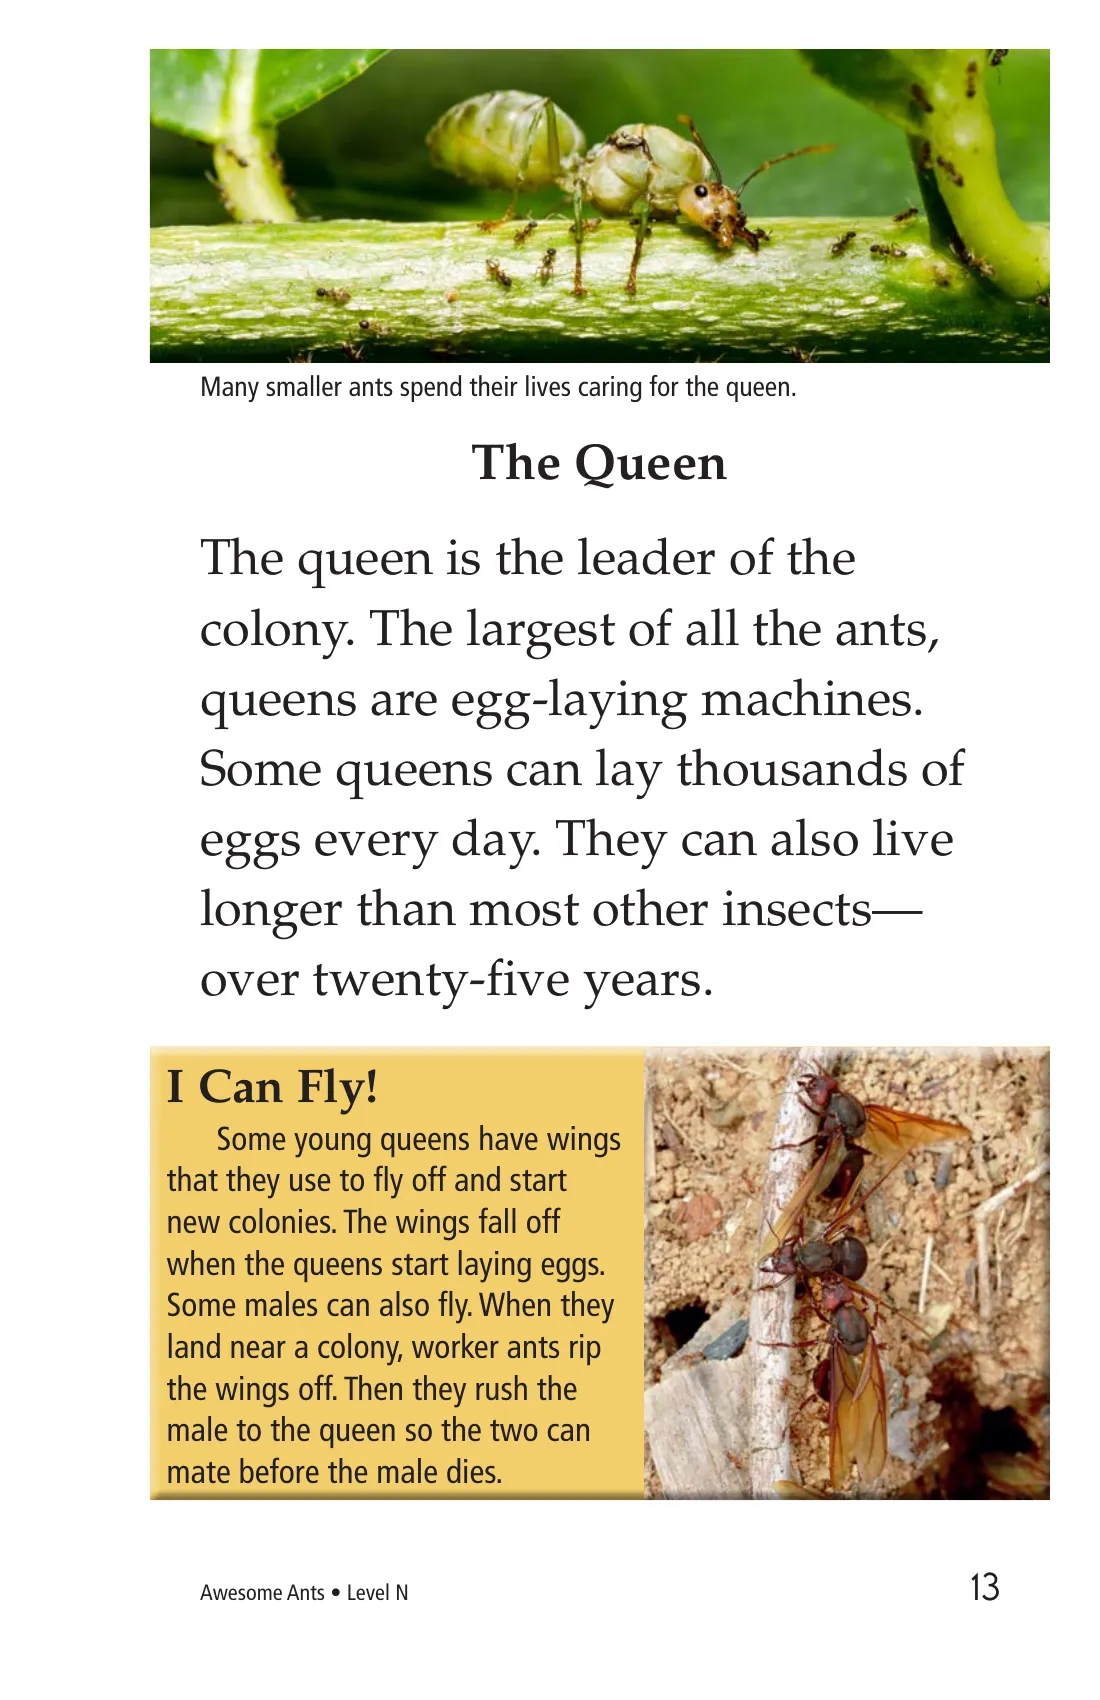 Many smaller ants spend their lives caring for the queen.
The Queen
The queen is the leader of the
colony. The largest of all the ants,
queens are egg-laying machines.
Some queens can lay thousands of
eggs every day. They can also live
longer than most other insects—
over twenty-five years.
I Can Fly!
Some young queens have wings
that they use to fly off and start
new colonies. The wings fall off
when the queens start laying eggs.
Some males can also fly. When they
land near a colony, worker ants rip
the wings off. Then they rush the
male to the queen so the two can
mate before the male dies.
Awesome Ants • Level N
13